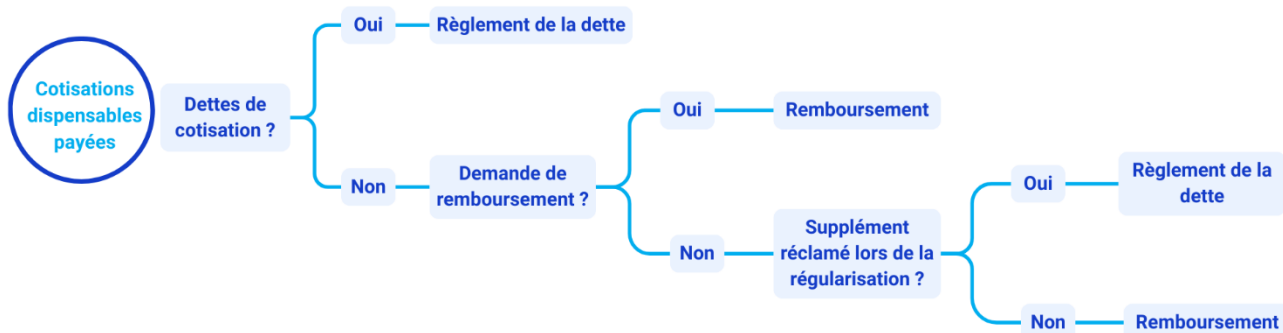 Cotisations
dispensables
payées
Dettes de
cotisation ?
Oui
Règlement de la dette
Non
Demande de
remboursement ?
Oui
Remboursement
Non
Supplément
réclamé lors de la
régularisation ?
Oui
Règlement de la
dette
Non
Remboursement